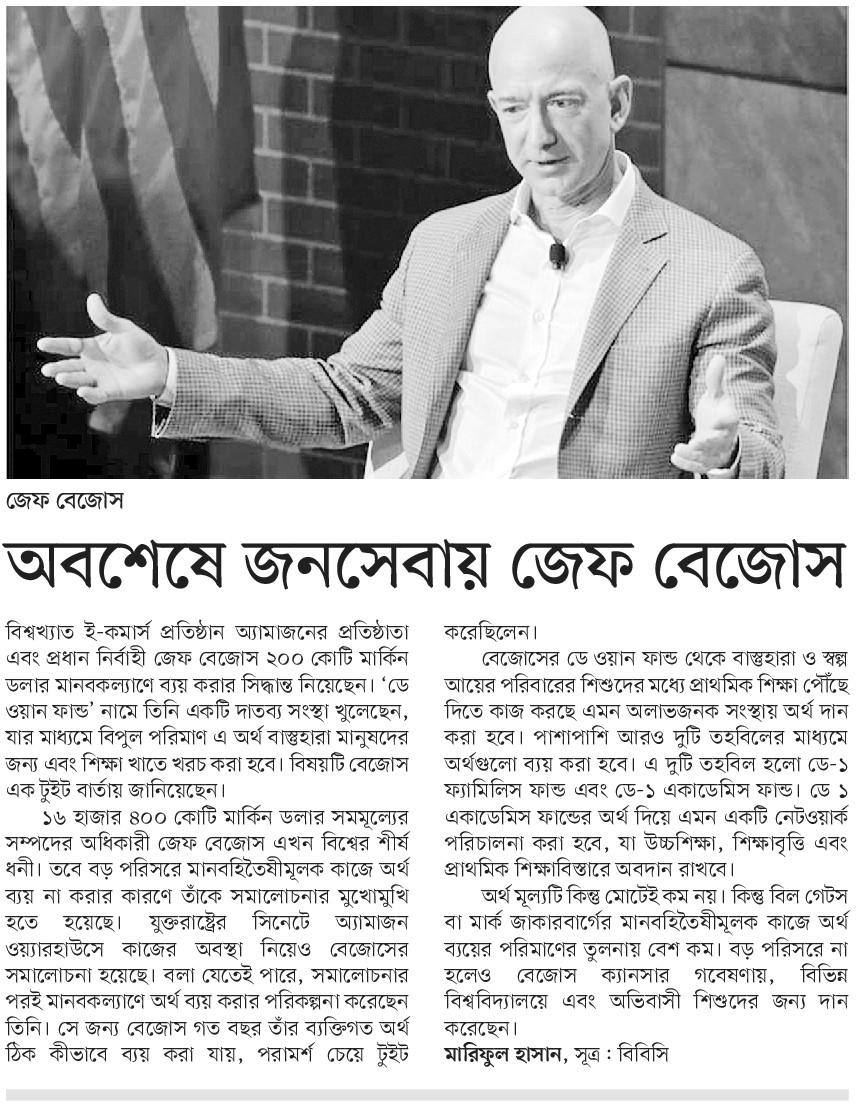 জেফ বেজোস
অবশেষে জনসেবায় জেফ বেজোস
বিশ্বখ্যাত ই-কমার্স প্রতিষ্ঠান অ্যামাজনের প্রতিষ্ঠাতা
এবং প্রধান নির্বাহী জেফ বেজোস ২০০ কোটি মার্কিন
ডলার মানবকল্যাণে ব্যয় করার সিদ্ধান্ত নিয়েছেন। ‘ডে
ওয়ান ফান্ড’ নামে তিনি একটি দাতব্য সংস্থা খুলেছেন,
যার মাধ্যমে বিপুল পরিমাণ এ অর্থ বাস্তুহারা মানুষদের
জন্য এবং শিক্ষা খাতে খরচ করা হবে। বিষয়টি বেজোস
এক টুইট বার্তায় জানিয়েছেন।
১৬ হাজার ৪০০ কোটি মার্কিন ডলার সমমূল্যের
সম্পদের অধিকারী জেফ বেজোস এখন বিশ্বের শীর্ষ
ধনী। তবে বড় পরিসরে মানবহিতৈষীমূলক কাজে অর্থ
ব্যয় না করার কারণে তাঁকে সমালোচনার মুখোমুখি
হতে হয়েছে। যুক্তরাষ্ট্রের সিনেটে অ্যামাজন
ওয়্যারহাউসে কাজের অবস্থা নিয়েও বেজোসের
সমালোচনা হয়েছে। বলা যেতেই পারে, সমালোচনার
পরই মানবকল্যাণে অর্থ ব্যয় করার পরিকল্পনা করেছেন
তিনি। সে জন্য বেজোস গত বছর তাঁর ব্যক্তিগত অর্থ
ঠিক কীভাবে ব্যয় করা যায়, পরামর্শ চেয়ে টুইট
করেছিলেন।
বেজোসের ডে ওয়ান ফান্ড থেকে বাস্তুহারা ও স্বল্প
আয়ের পরিবারের শিশুদের মধ্যে প্রাথমিক শিক্ষা পৌঁছে
দিতে কাজ করছে এমন অলাভজনক সংস্থায় অর্থ দান
করা হবে। পাশাপাশি আরও দুটি তহবিলের মাধ্যমে
অর্থগুলো ব্যয় করা হবে। এ দুটি তহবিল হলো ডে-১
ফ্যামিলিস ফান্ড এবং ডে-১ একাডেমিস ফান্ড। ডে ১
একাডেমিস ফান্ডের অর্থ দিয়ে এমন একটি নেটওয়ার্ক
পরিচালনা করা হবে, যা উচ্চশিক্ষা, শিক্ষাবৃত্তি এবং
প্রাথমিক শিক্ষাবিস্তারে অবদান রাখবে।
অর্থ মূল্যটি কিন্তু মোটেই কম নয়। কিন্তু বিল গেটস
বা মার্ক জাকারবার্গের মানবহিতৈষীমূলক কাজে অর্থ
ব্যয়ের পরিমাণের তুলনায় বেশ কম। বড় পরিসরে না
হলেও বেজোস ক্যানসার গবেষণায়, বিভিন্ন
বিশ্ববিদ্যালয়ে এবং অভিবাসী শিশুদের জন্য দান
করেছেন।
মারিফুল হাসান, সূত্র : বিবিসি